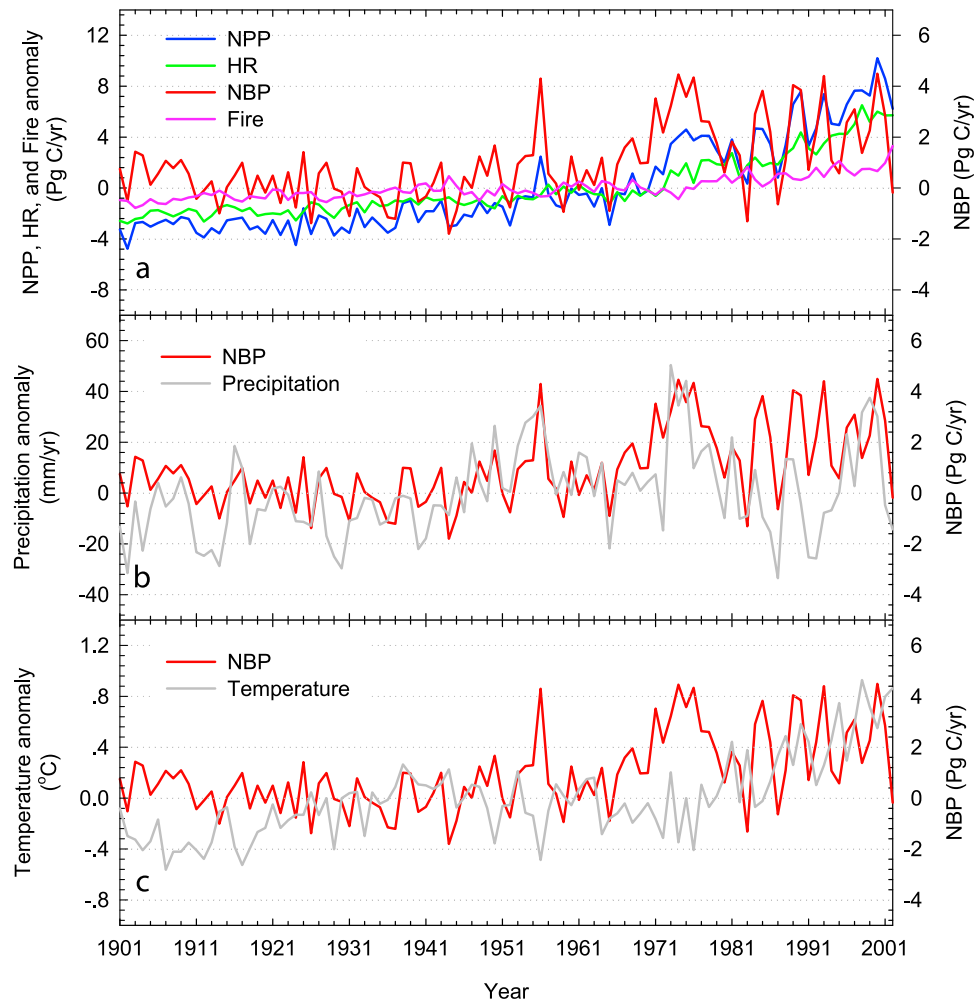 NPP, HR, and Fire anomaly
(Pg C/yr)
12
8
4
0
-4
-8
NPP
HR
NBP
Fire
a
6
4
2
0
-2
-4
NBP (Pg C/yr)
Precipitation anomaly
(mm/yr)
60
40
20
0
-20
-40
NBP
Precipitation
b
6
4
2
0
-2
-4
NBP (Pg C/yr)
Temperature anomaly
(°C)
1.2
.8
.4
0.0
-.4
-.8
NBP
Temperature
c
6
4
2
0
-2
-4
NBP (Pg C/yr)
1901 1911 1921 1931 1941 1951 1961 1971 1981 1991 2001
Year